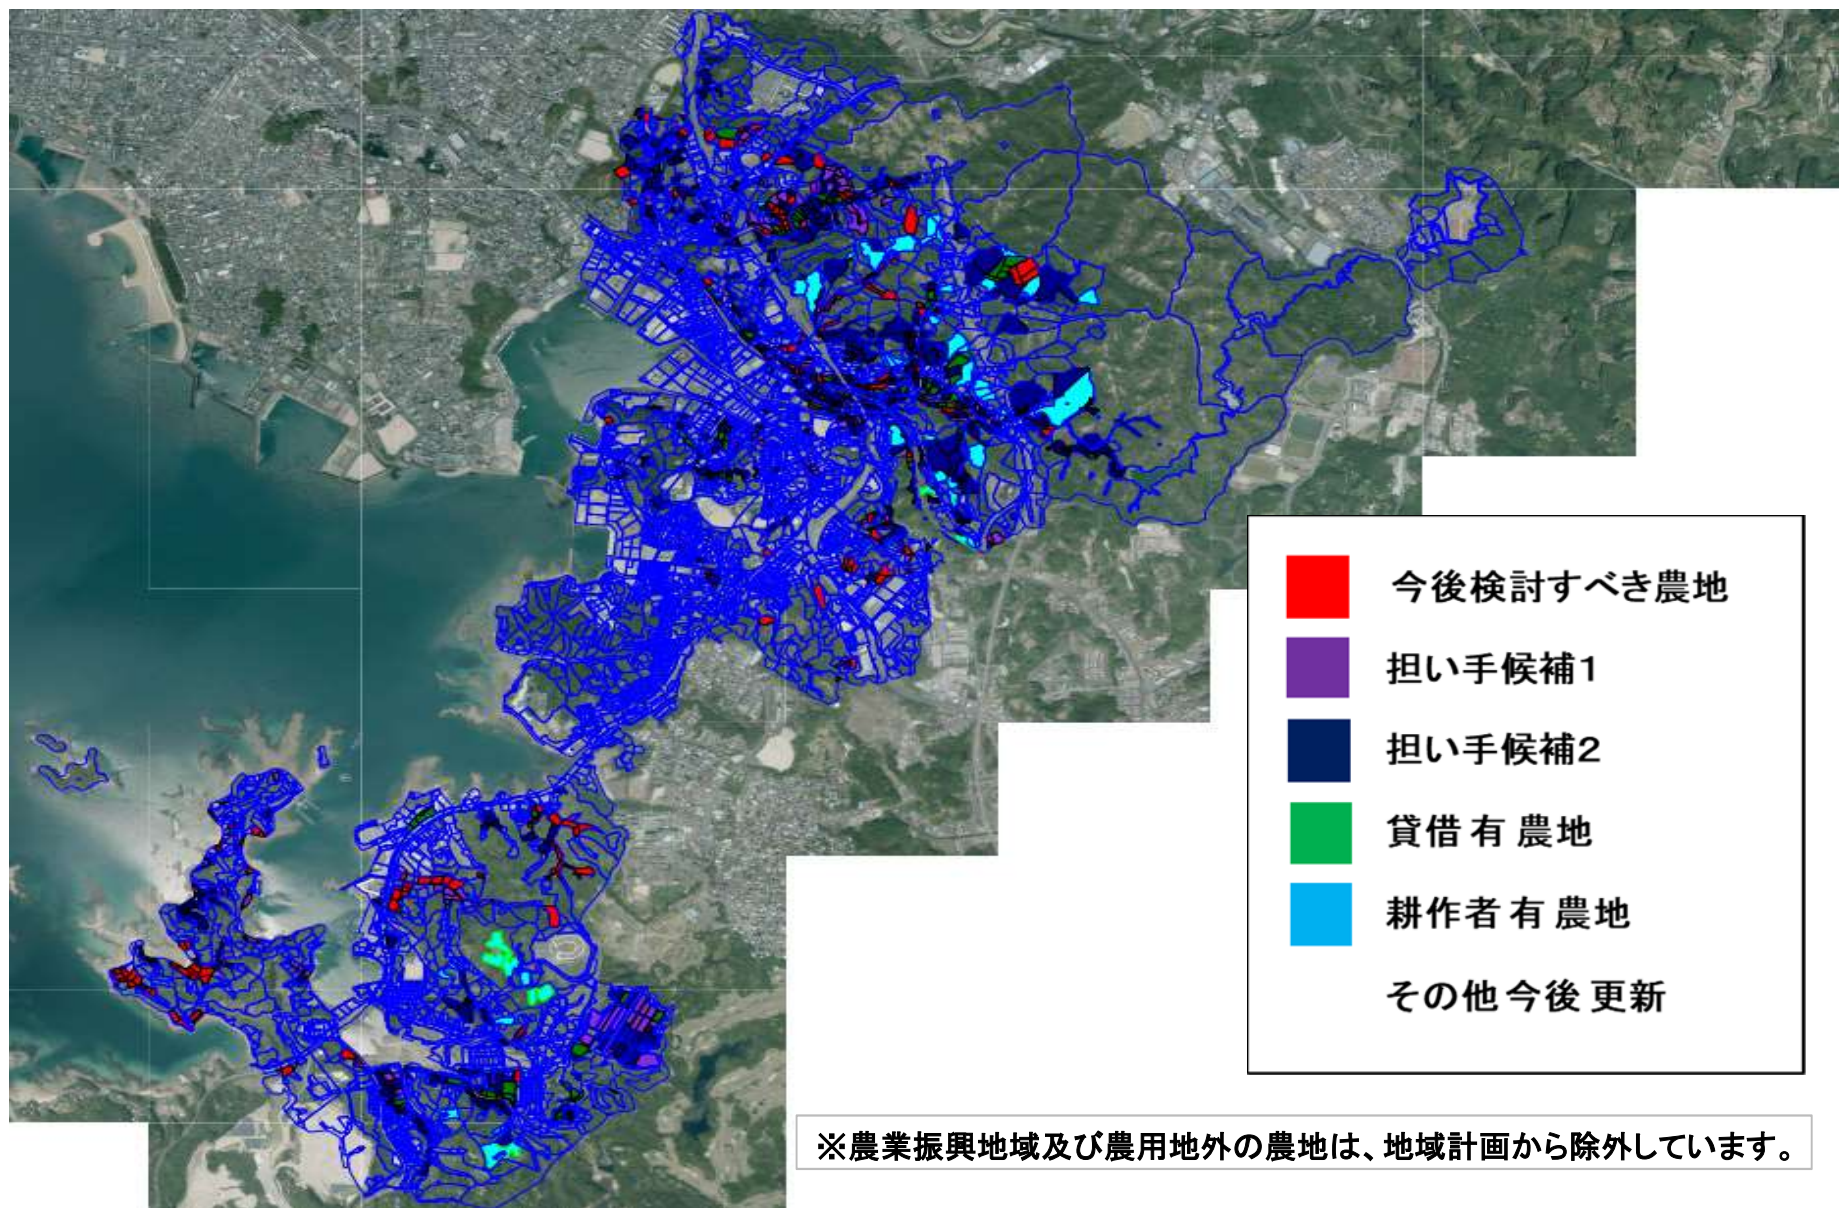 今後検討すべき農地
担い手候補1
担い手候補2
貸借有 農地
耕作者有 農地
その他今後更新
※農業振興地域及び農用地外の農地は、地域計画から除外しています。